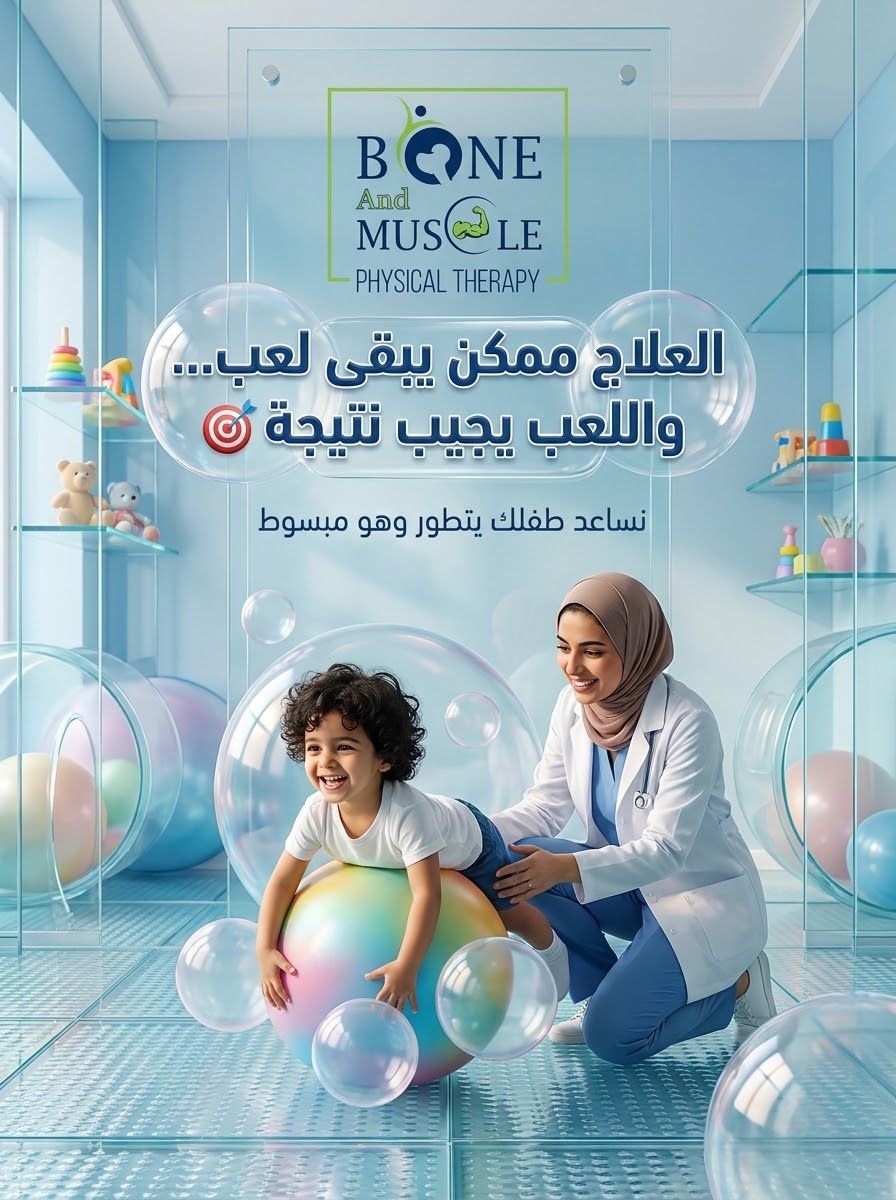 BONE
And
MUSCLE
PHYSICAL THERAPY
العلاج ممكن يبقى لعب...
واللعب يجيب نتيجة 🎯
نساعد طفلك يتطور وهو مبسوط